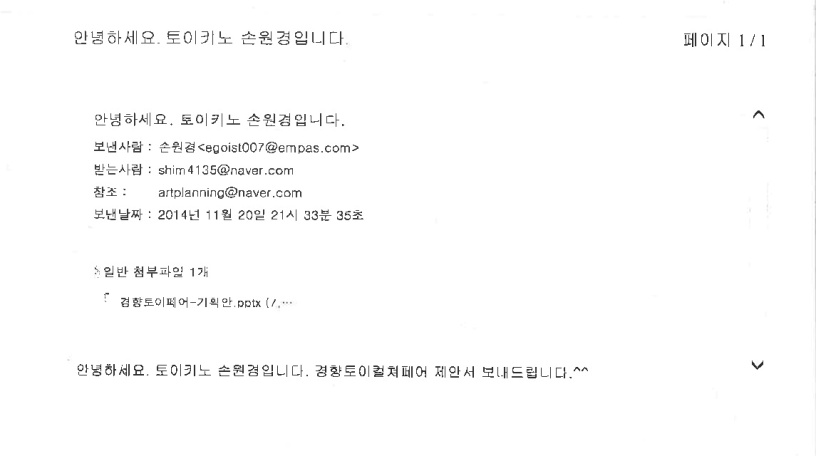 안녕하세요. 토이키노 손원경입니다.
페이지 1 / 1
안녕하세요. 토이키노 손원경입니다.
보낸사람 : 손원경<egoist007@empas.com>
받는사람 : shim4135@naver.com
참조 : artplanning@naver.com
보낸날짜 : 2014년 11월 20일 21시 33분 35초
일반 첨부파일 1개
경향토이페어-기획안.pptx (7,…
안녕하세요. 토이키노 손원경입니다. 경향토이컬쳐페어 제안서 보내드립니다.^^